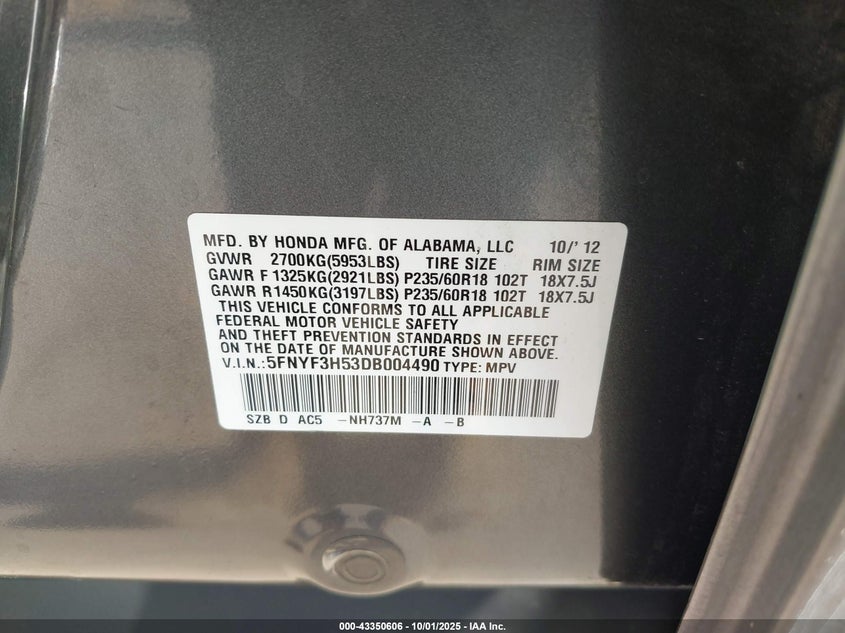 MFD. BY HONDA MFG. OF ALABAMA, LLC 10/' 12
GVWR 2700KG(5953LBS) TIRE SIZE RIM SIZE
GAWR F 1325KG(2921LBS) P235/60R18 102T 18X7.5J
GAWR R1450KG(3197LBS) P235/60R18 102T 18X7.5J
THIS VEHICLE CONFORMS TO ALL APPLICABLE
FEDERAL MOTOR VEHICLE SAFETY
AND THEFT PREVENTION STANDARDS IN EFFECT
ON THE DATE OF MANUFACTURE SHOWN ABOVE.
V.I.N.:5FNYF3H53DB004490 TYPE: MPV
SZB D AC5 -NH737M -A -B
000-43350606 - 10/01/2025 - IAA Inc.